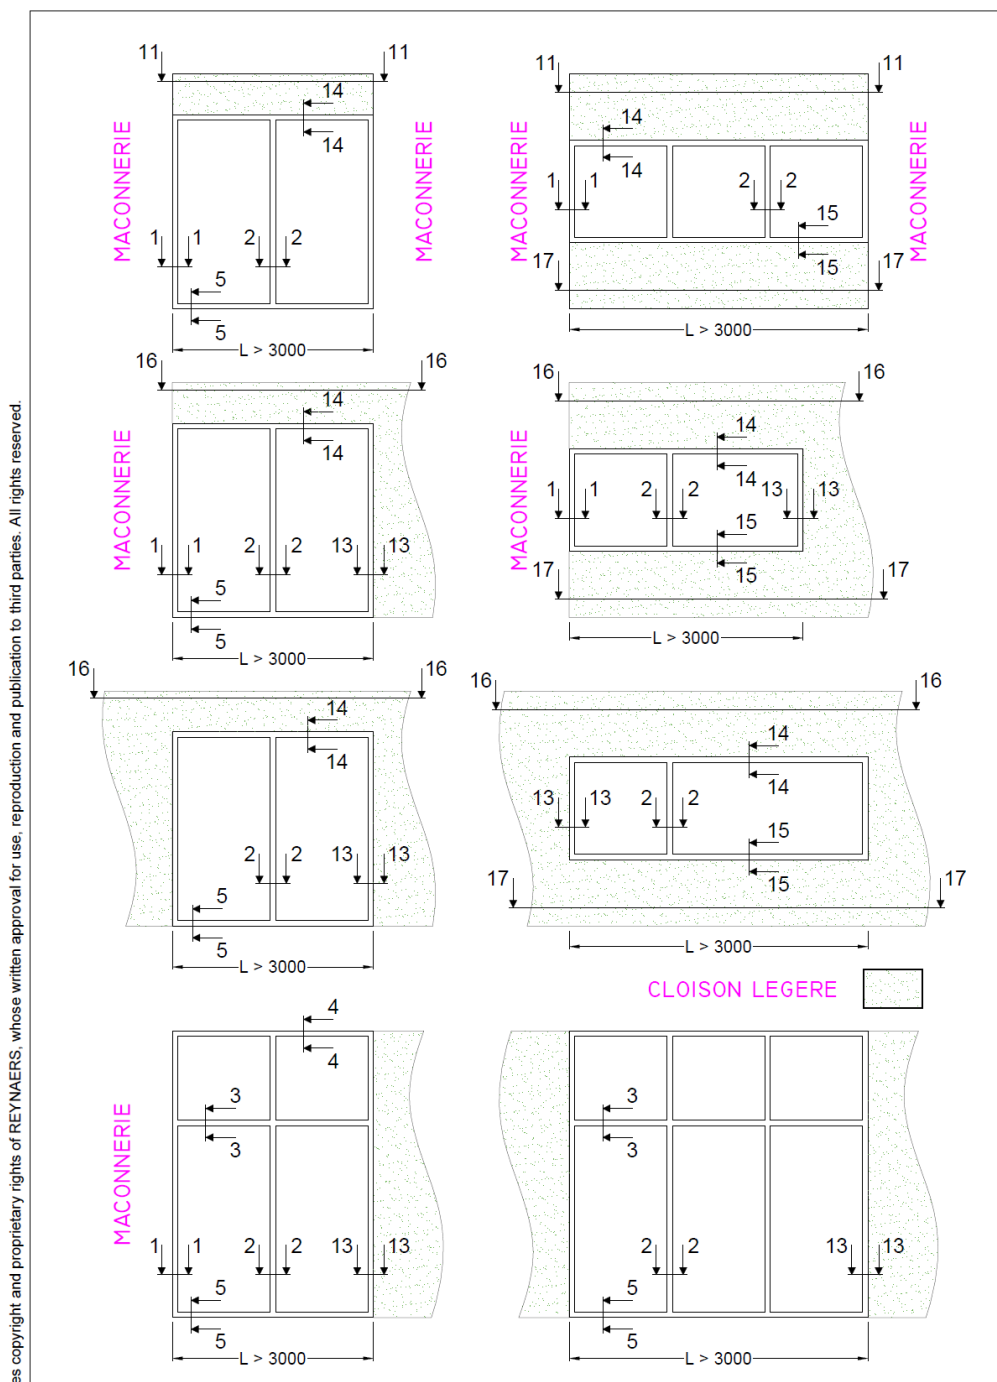 es copyright and proprietary rights of REYNAERS, whose written approval for use, reproduction and publication to third parties. All rights reserved.
11 11
14
14
MACONNERIE
MACONNERIE
1 1 2 2
5
5
L > 3000
11 11
14
14
MACONNERIE
MACONNERIE
1 1 2 2
15
15
17 17
L > 3000
16 16
14
14
MACONNERIE
1 1 2 2 13 13
5
5
L > 3000
16 16
14
14
MACONNERIE
1 1 2 2 13 13
15
15
17 17
L > 3000
16 16
14
14
2 2 13 13
5
5
L > 3000
16 16
14
14
13 13 2 2
15
15
17 17
L > 3000
CLOISON LEGERE
4
4
3
3
MACONNERIE
1 1 2 2 13 13
5
5
L > 3000
3
3
2 2 13 13
5
5
L > 3000